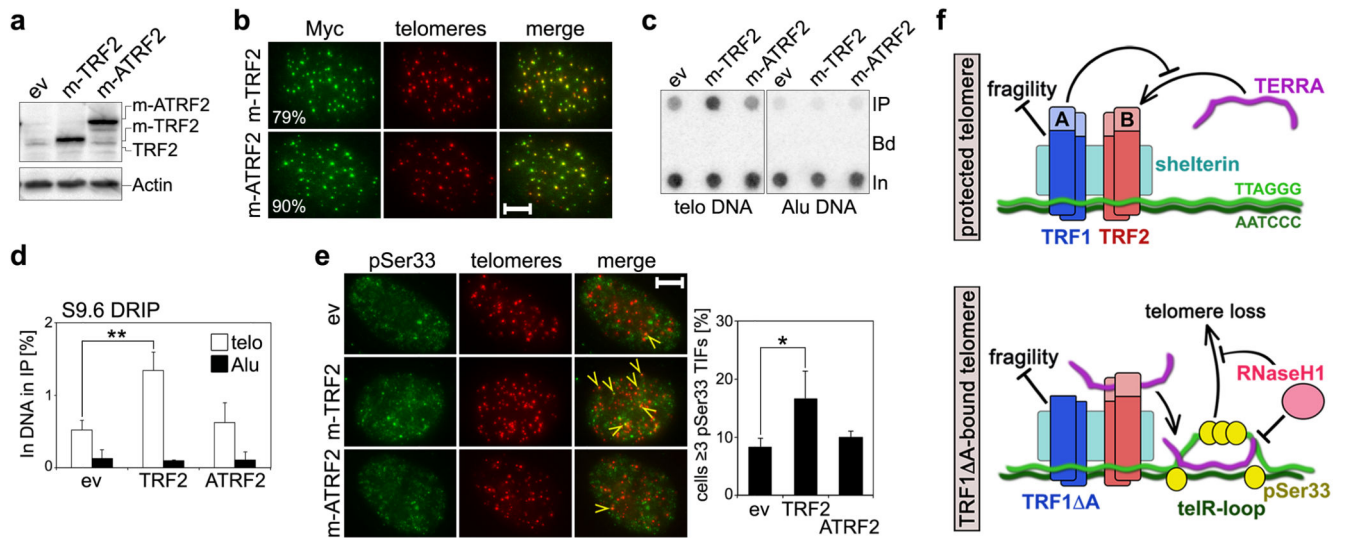 a
ev
m-TRF2
m-ATRF2
m-ATRF2
m-TRF2
TRF2
Actin
b
Myc
telomeres
merge
m-TRF2
79%
m-ATRF2
90%
c
ev
m-TRF2
m-ATRF2
ev
m-TRF2
m-ATRF2
IP
Bd
In
telo DNA
Alu DNA
d
S9.6 DRIP
In DNA in IP [%]
2
1
0
**
telo
Alu
ev
TRF2
ATRF2
e
pSer33
telomeres
merge
ev
m-TRF2
m-ATRF2
cells ≥3 pSer33 TIFs [%]
30
20
10
0
*
ev
TRF2
ATRF2
f
protected telomere
fragility
A
B
TERRA
shelterin
TTAGGG
AATCCC
TRF1
TRF2
TRF1ΔA-bound telomere
telomere loss
fragility
RNaseH1
TRF1ΔA
pSer33
telR-loop